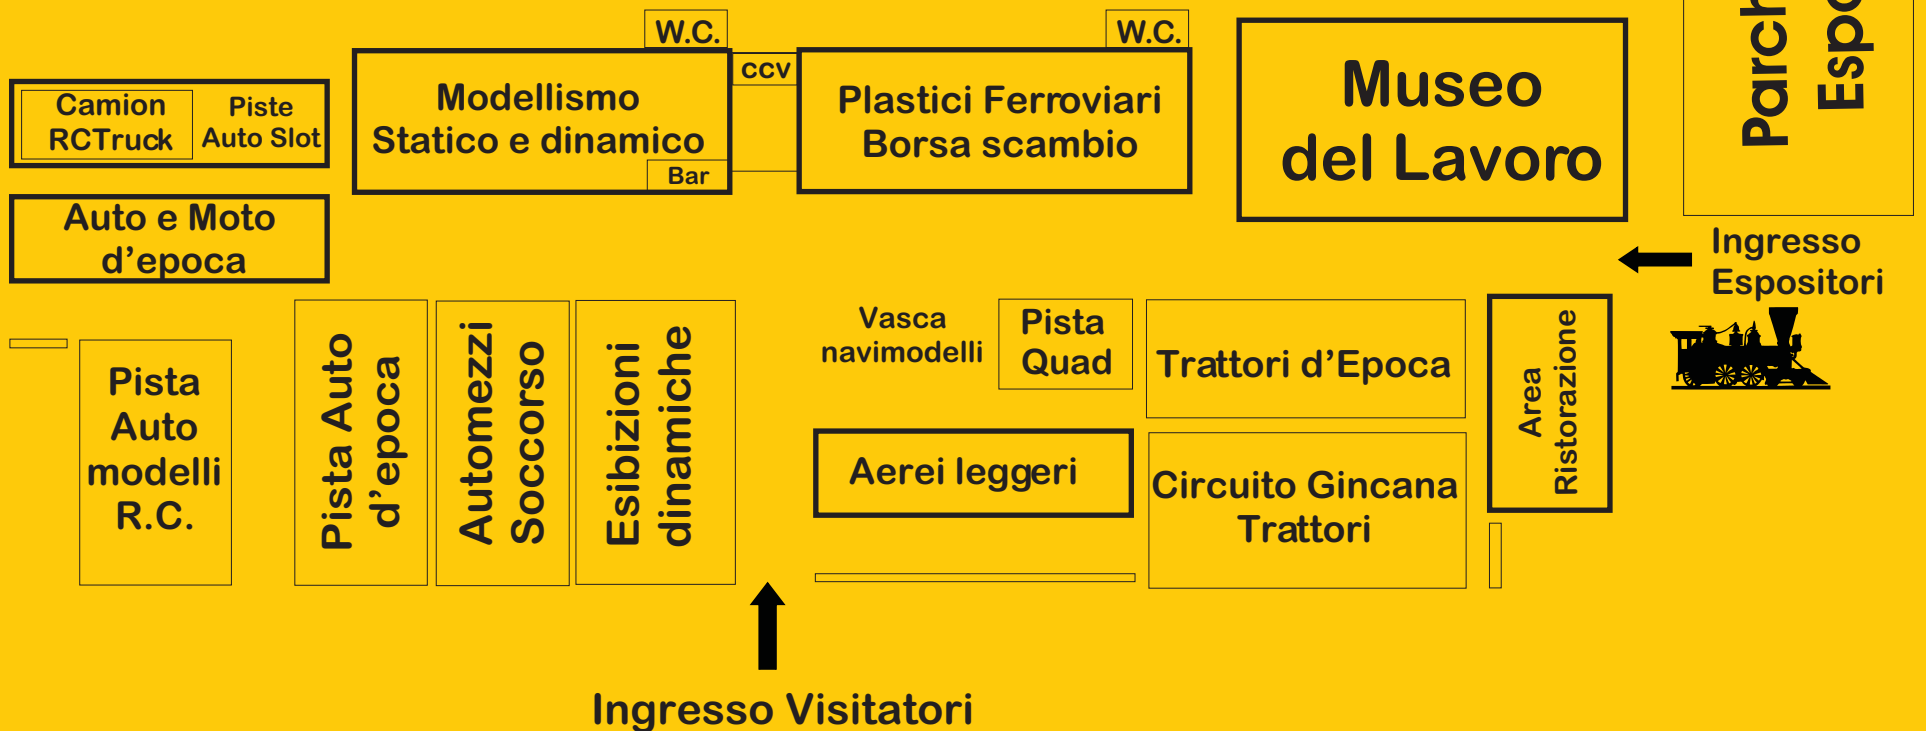 W.C.
W.C.
Camion
RCTruck
Piste
Auto Slot
Modellismo
Statico e dinamico
Bar
CCV
Plastici Ferroviari
Borsa scambio
Museo
del Lavoro
Auto e Moto
d’epoca
Ingresso
Espositori
Pista
Auto
modelli
R.C.
Pista Auto
d’epoca
Automezzi
Soccorso
Esibizioni
dinamiche
Vasca
navimodelli
Pista
Quad
Trattori d’Epoca
Area
Ristorazione
Aerei leggeri
Circuito Gincana
Trattori
Ingresso Visitatori